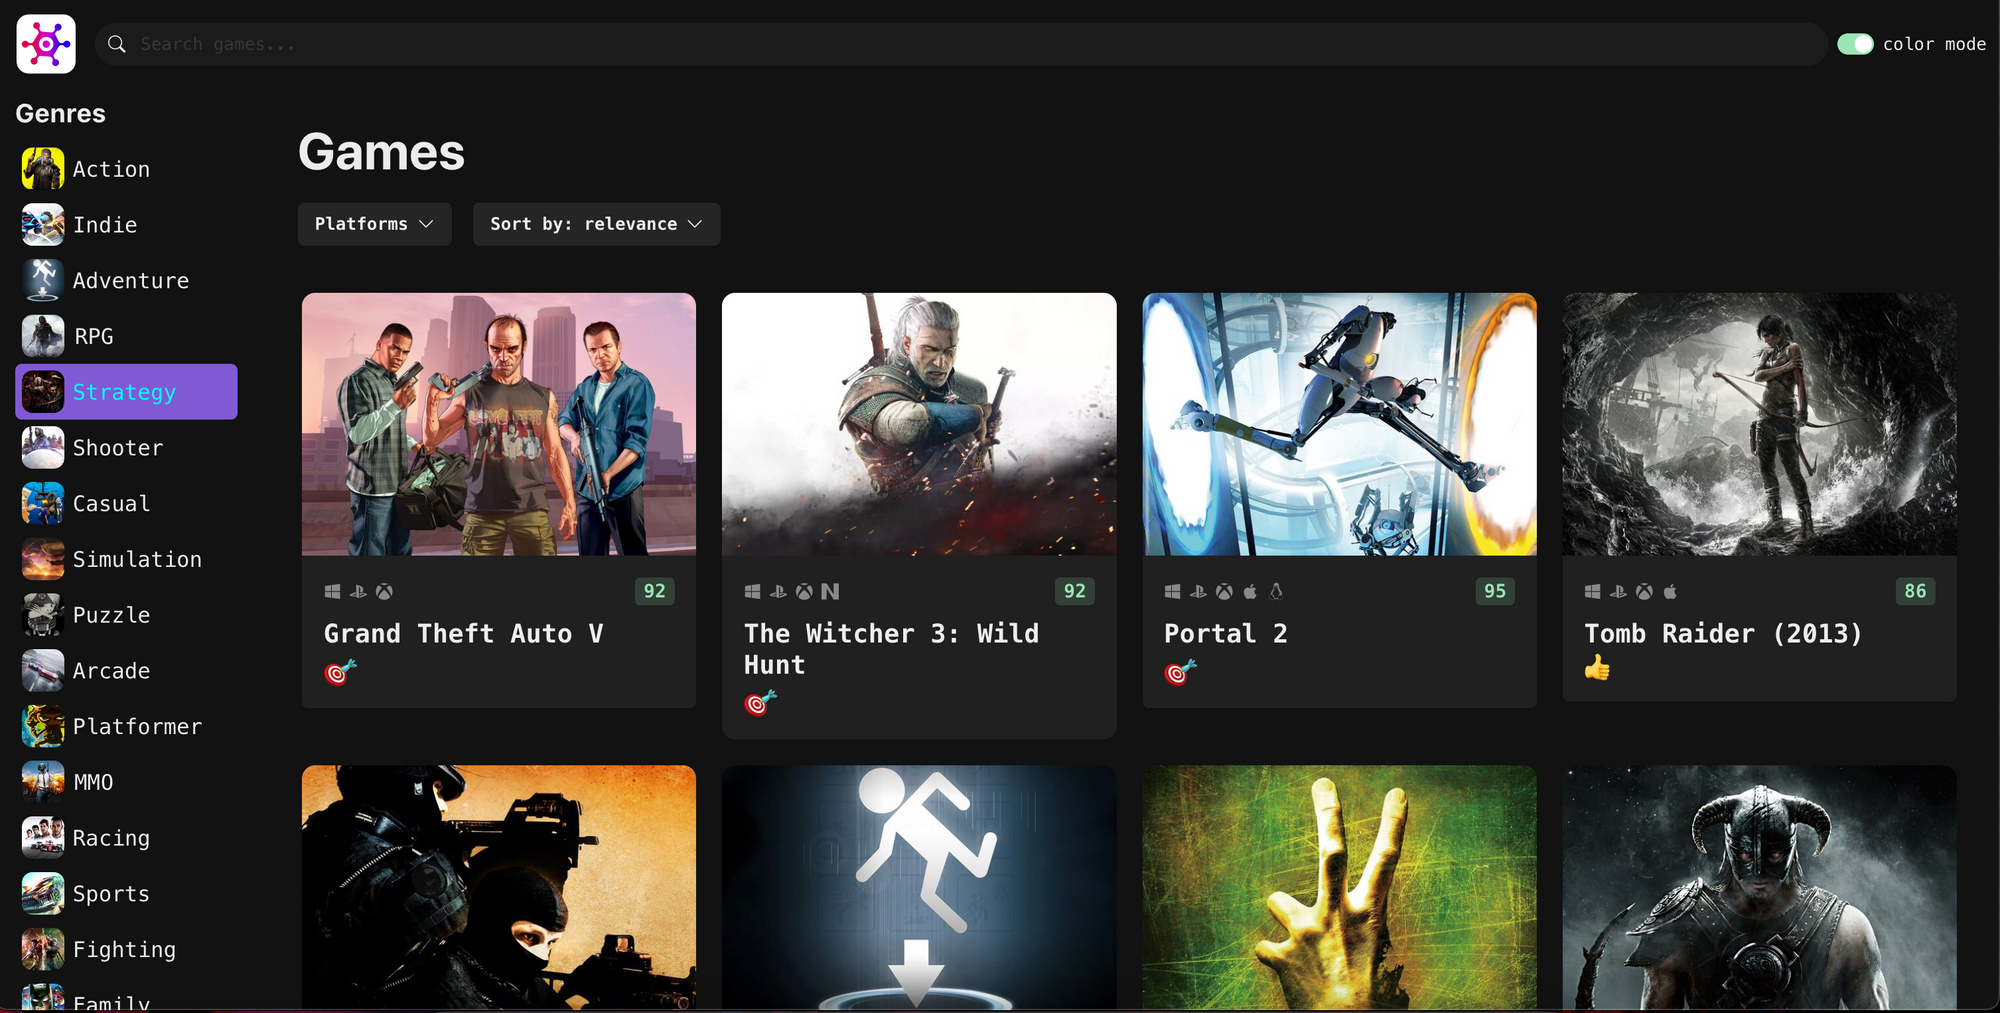 Search games...
color mode
Genres
Action
Indie
Adventure
RPG
Strategy
Shooter
Casual
Simulation
Puzzle
Arcade
Platformer
MMO
Racing
Sports
Fighting
Family
Games
Platforms
Sort by: relevance
92
Grand Theft Auto V
92
The Witcher 3: Wild
Hunt
95
Portal 2
86
Tomb Raider (2013)